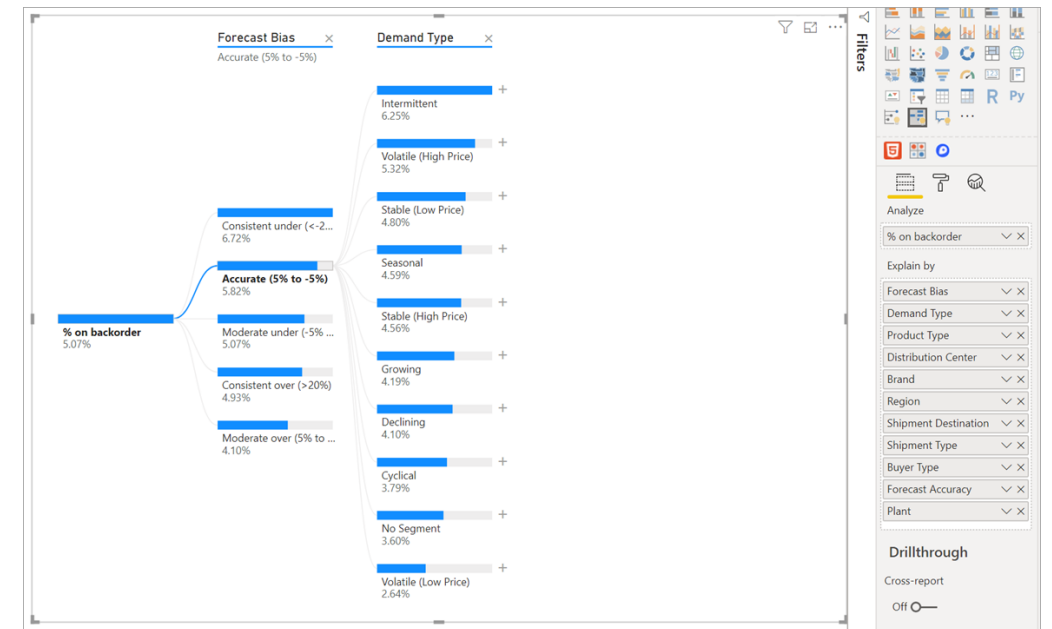 Forecast Bias
Accurate (5% to -5%)
Demand Type
Filters
% on backorder
5.07%
Consistent under (<-2...
6.72%
Accurate (5% to -5%)
5.82%
Moderate under (-5% ...
5.07%
Consistent over (>20%)
4.93%
Moderate over (5% to ...
4.10%
Intermittent
6.25%
Volatile (High Price)
5.32%
Stable (Low Price)
4.80%
Seasonal
4.59%
Stable (High Price)
4.56%
Growing
4.19%
Declining
4.10%
Cyclical
3.79%
No Segment
3.60%
Volatile (Low Price)
2.64%
R Py
5
Analyze
% on backorder
Explain by
Forecast Bias
Demand Type
Product Type
Distribution Center
Brand
Region
Shipment Destination
Shipment Type
Buyer Type
Forecast Accuracy
Plant
Drillthrough
Cross-report
Off